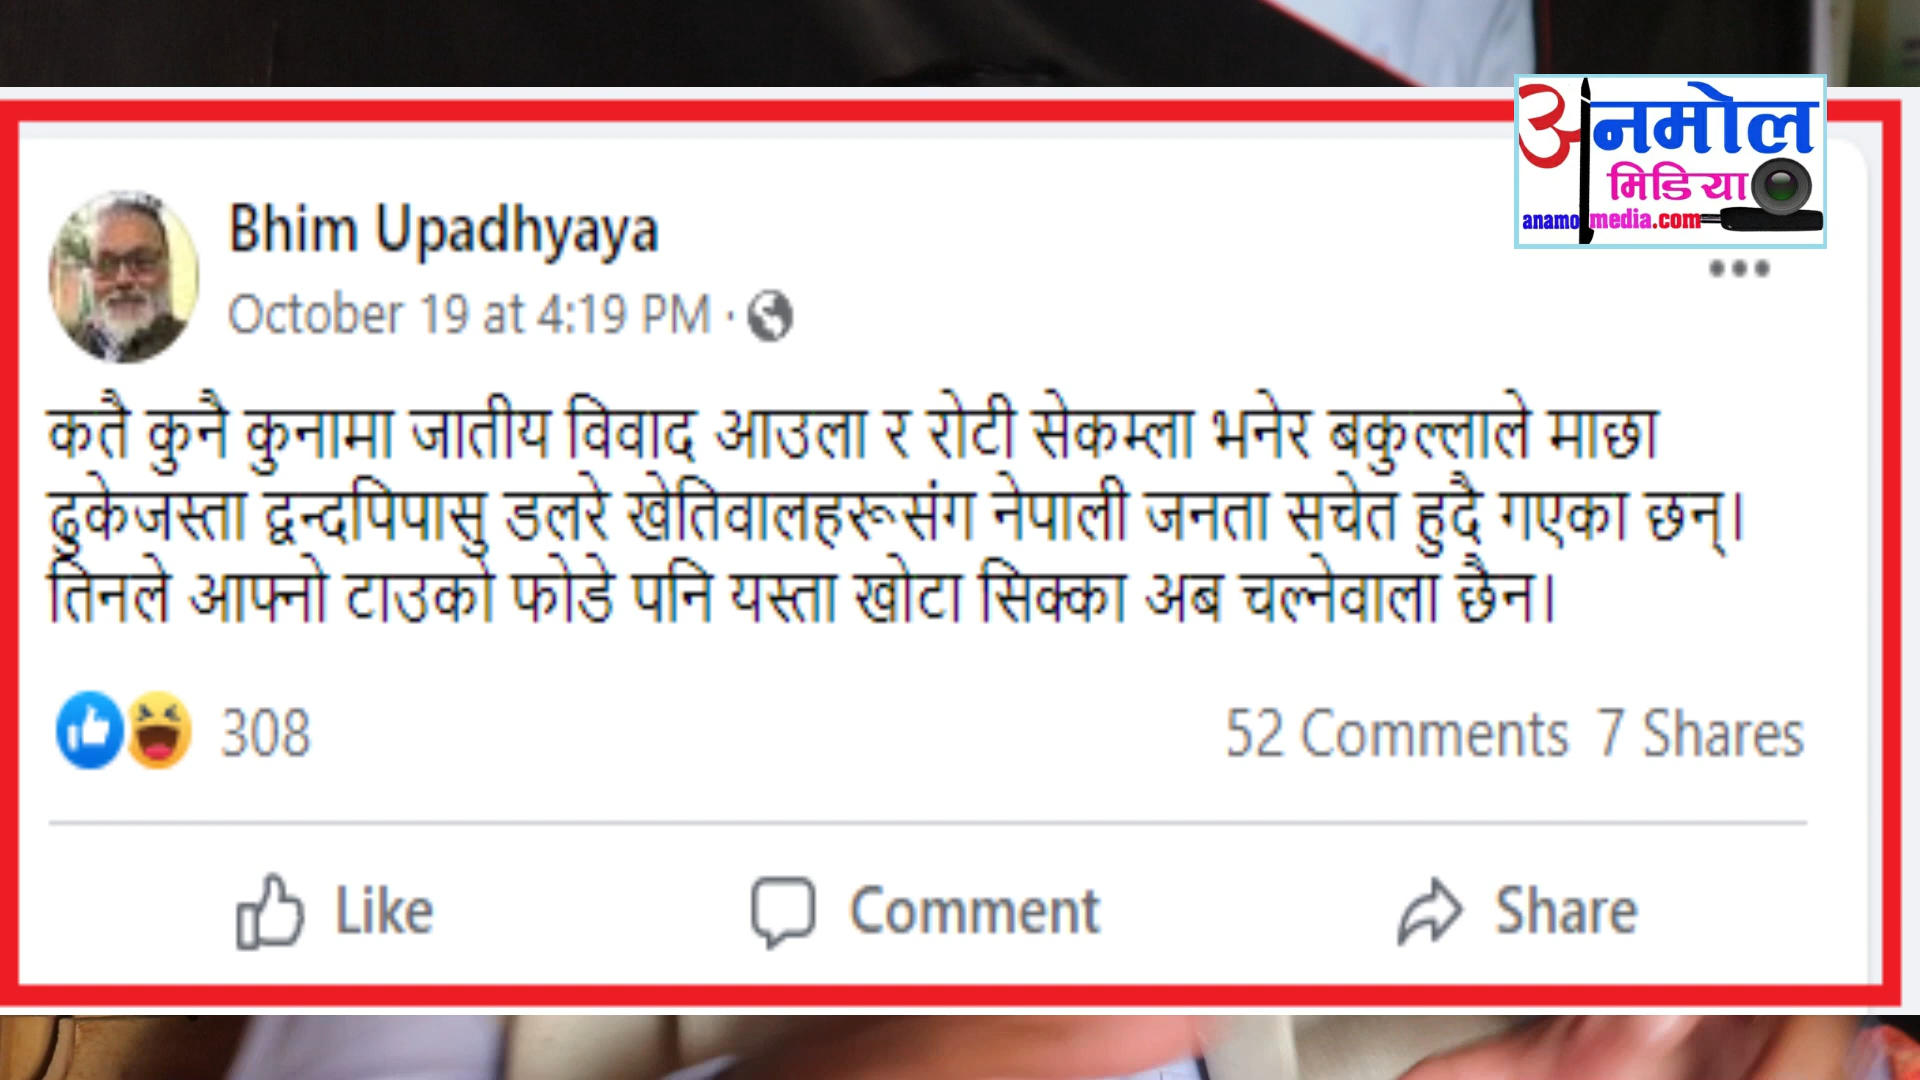 अनमोल
मिडिया
anamolmedia.com
Bhim Upadhyaya
October 19 at 4:19 PM ·
कतै कुनै कुनामा जातीय विवाद आउला र रोटी सेकम्ला भनेर बकुल्लाले माछा
ढुकेजस्ता द्वन्दपिपासु डलरे खेतिवालहरूसंग नेपाली जनता सचेत हुदै गएका छन्।
तिनले आफ्नो टाउको फोडे पनि यस्ता खोटा सिक्का अब चल्नेवाला छैन।
308
52 Comments 7 Shares
Like Comment Share